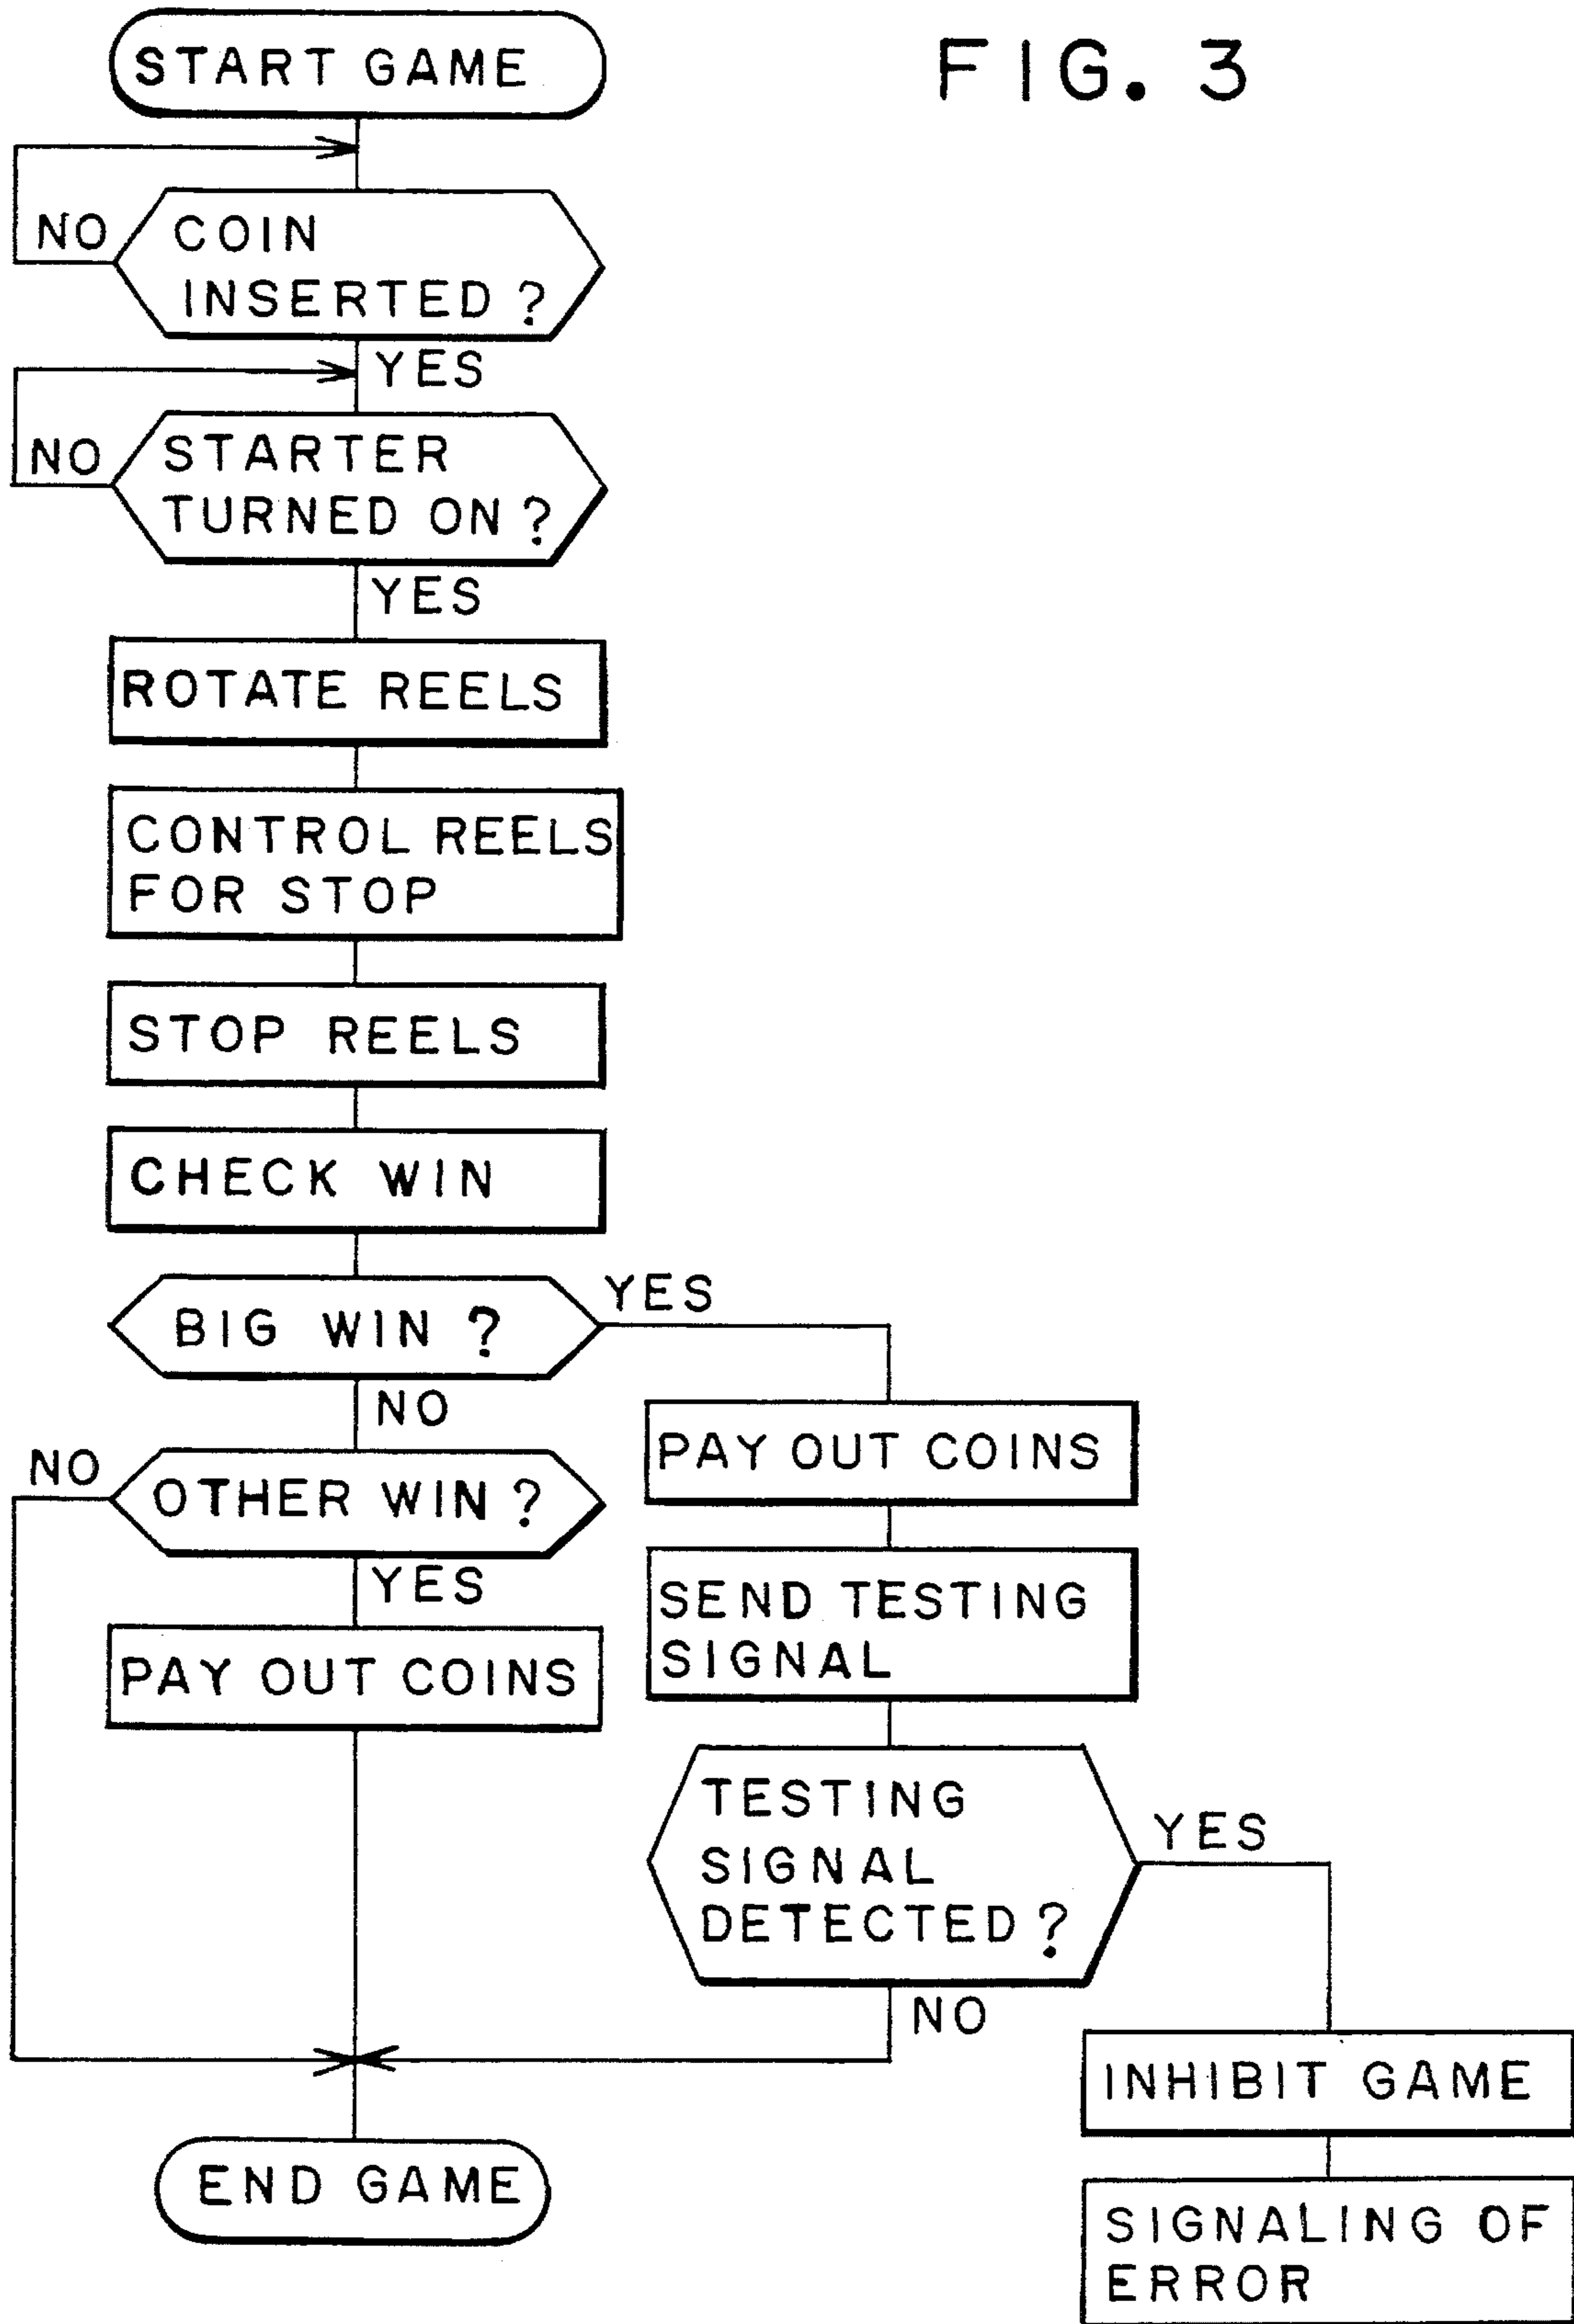 FIG. 3
START GAME
NO
COIN
INSERTED ?
YES
NO
STARTER
TURNED ON ?
YES
ROTATE REELS
CONTROL REELS
FOR STOP
STOP REELS
CHECK WIN
BIG WIN ?
YES
NO
NO
OTHER WIN ?
YES
PAY OUT COINS
PAY OUT COINS
SEND TESTING
SIGNAL
TESTING
SIGNAL
DETECTED ?
YES
NO
INHIBIT GAME
SIGNALING OF
ERROR
END GAME